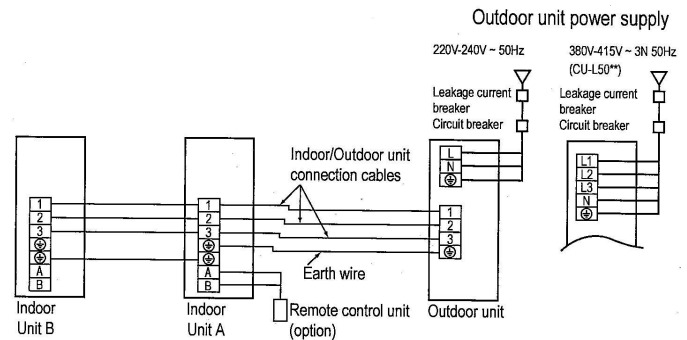 Outdoor unit power supply
220V-240V ~ 50Hz
380V-415V ~ 3N 50Hz
(CU-L50**)
Leakage current
breaker
Circuit breaker
Leakage current
breaker
Circuit breaker
L
N
L1
L2
L3
N
Indoor/Outdoor unit
connection cables
1
2
3
A
B
1
2
3
A
B
1
2
3
Earth wire
Remote control unit
(option)
Indoor
Unit B
Indoor
Unit A
Outdoor unit